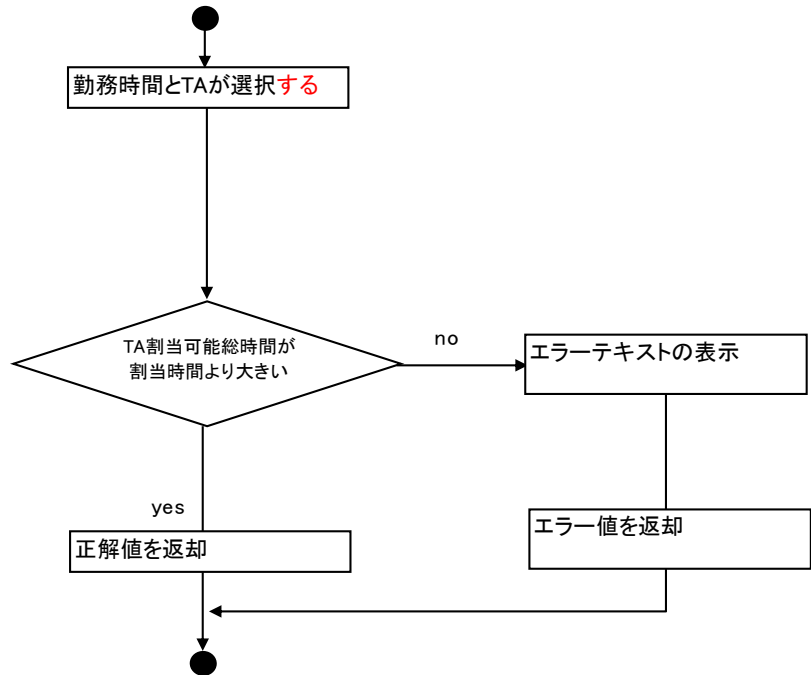 勤務時間とTAが選択する
TA割当可能総時間が
割当時間より大きい
no
エラーテキストの表示
yes
正解値を返却
エラー値を返却